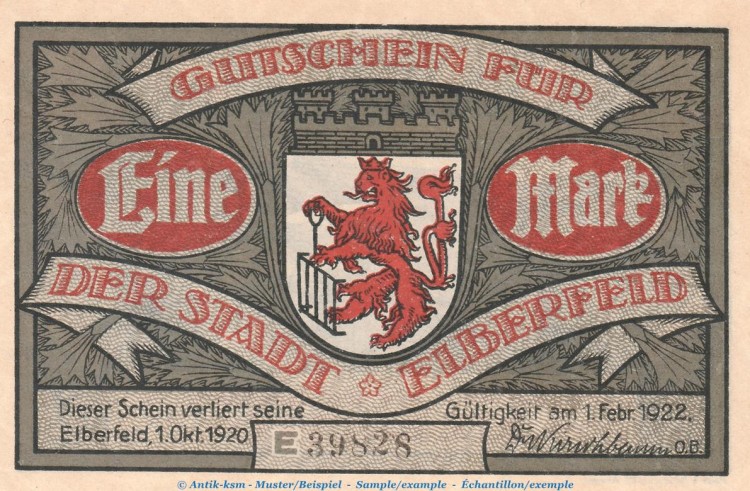 GUTSCHEIN FÜR
Eine Mark
DER STADT ELBERFELD
Dieser Schein verliert seine Gültigkeit am 1. Febr 1922.
Elberfeld, 1. Okt. 1920
E 39828
O.B.
© Antik-ksm - Muster/Beispiel - Sample/example - Échantillon/exemple